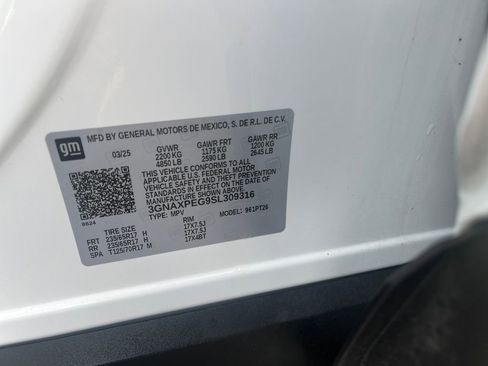 gm
MFD BY GENERAL MOTORS DE MEXICO, S. DE R.L. DE C.V.
03/25 GVWR GAWR FRT GAWR RR
2200 KG 1175 KG 1200 KG
4850 LB 2590 LB 2645 LB
THIS VEHICLE CONFORMS TO ALL
APPLICABLE U.S. FEDERAL MOTOR
VEHICLE SAFETY AND THEFT PREVENTION
STANDARDS IN EFFECT ON THE DATE OF
MANUFACTURE SHOWN ABOVE.
3GNAXPEG9SL309316
TYPE: MPV MODEL: 961PT26
8624
TIRE SIZE RIM
FRT 235/65R17 H 17X7.5J
RR 235/65R17 H 17X7.5J
SPA T125/70R17 M 17X4BT